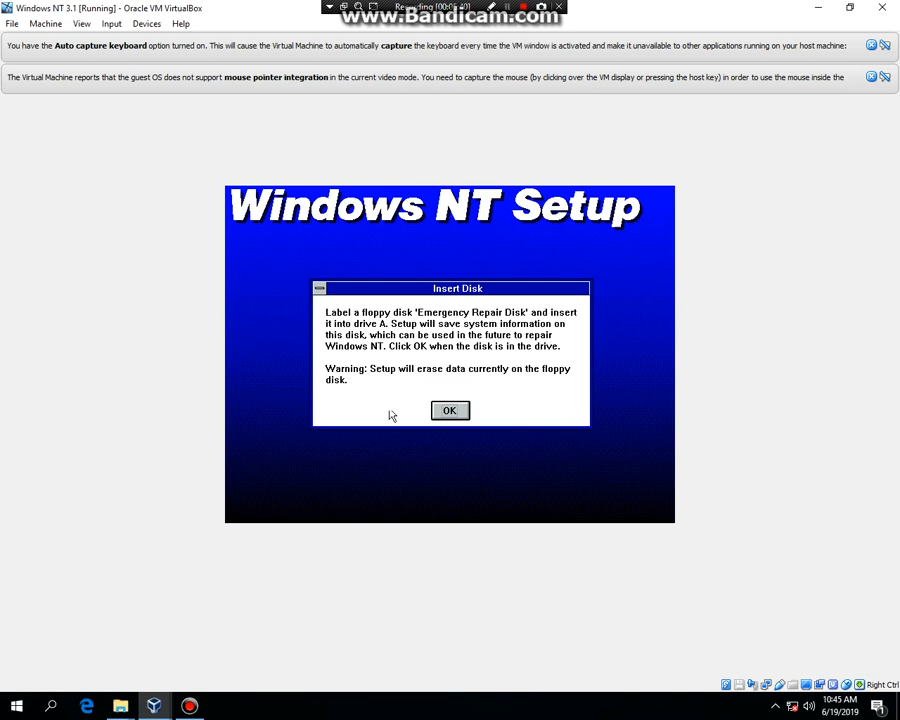 Windows NT 3.1 [Running] - Oracle VM VirtualBox
Recording [00:05:40]
www.Bandicam.com
File Machine View Input Devices Help
You have the Auto capture keyboard option turned on. This will cause the Virtual Machine to automatically capture the keyboard every time the VM window is activated and make it unavailable to other applications running on your host machine:
The Virtual Machine reports that the guest OS does not support mouse pointer integration in the current video mode. You need to capture the mouse (by clicking over the VM display or pressing the host key) in order to use the mouse inside the
Windows NT Setup
Insert Disk
Label a floppy disk 'Emergency Repair Disk' and insert
it into drive A. Setup will save system information on
this disk, which can be used in the future to repair
Windows NT. Click OK when the disk is in the drive.
Warning: Setup will erase data currently on the floppy
disk.
OK
Right Ctrl
10:45 AM
6/19/2019
1